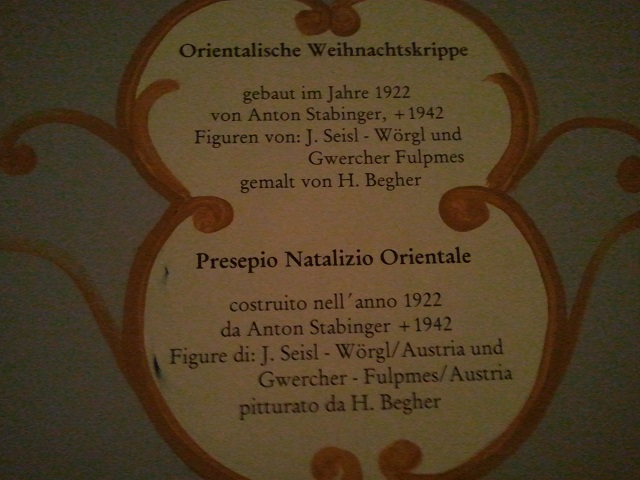 Orientalische Weihnachtskrippe
gebaut im Jahre 1922
von Anton Stabinger, +1942
Figuren von: J. Seisl - Wörgl und
Gwercher Fulpmes
gemalt von H. Begher
Presepio Natalizio Orientale
costruito nell´anno 1922
da Anton Stabinger +1942
Figure di: J. Seisl - Wörgl/Austria und
Gwercher - Fulpmes/Austria
pitturato da H. Begher